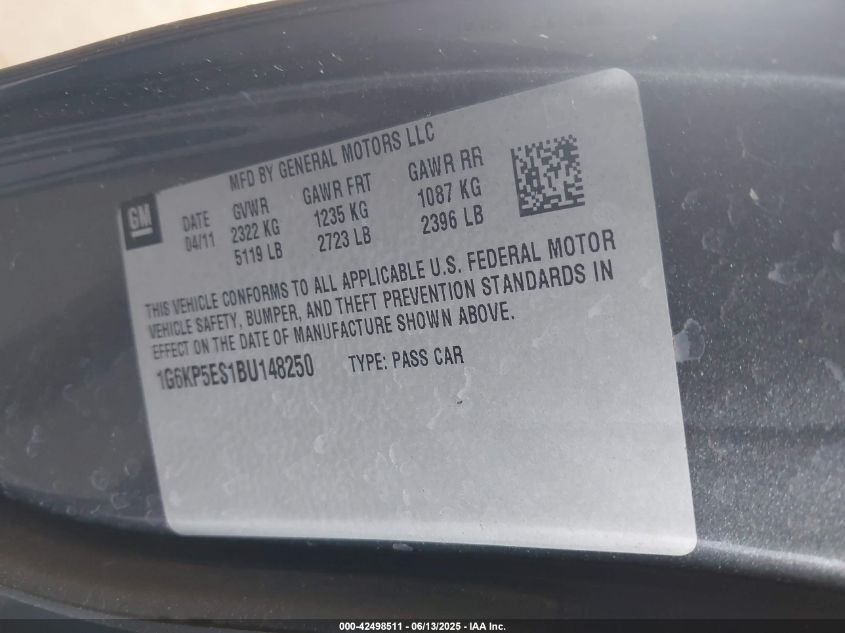 MFD BY GENERAL MOTORS LLC
GM
DATE GVWR GAWR FRT GAWR RR
04/11 2322 KG 1235 KG 1087 KG
5119 LB 2723 LB 2396 LB
THIS VEHICLE CONFORMS TO ALL APPLICABLE U.S. FEDERAL MOTOR
VEHICLE SAFETY, BUMPER, AND THEFT PREVENTION STANDARDS IN
EFFECT ON THE DATE OF MANUFACTURE SHOWN ABOVE.
1G6KP5ES1BU148250 TYPE: PASS CAR
000-42498511 - 06/13/2025 - IAA Inc.